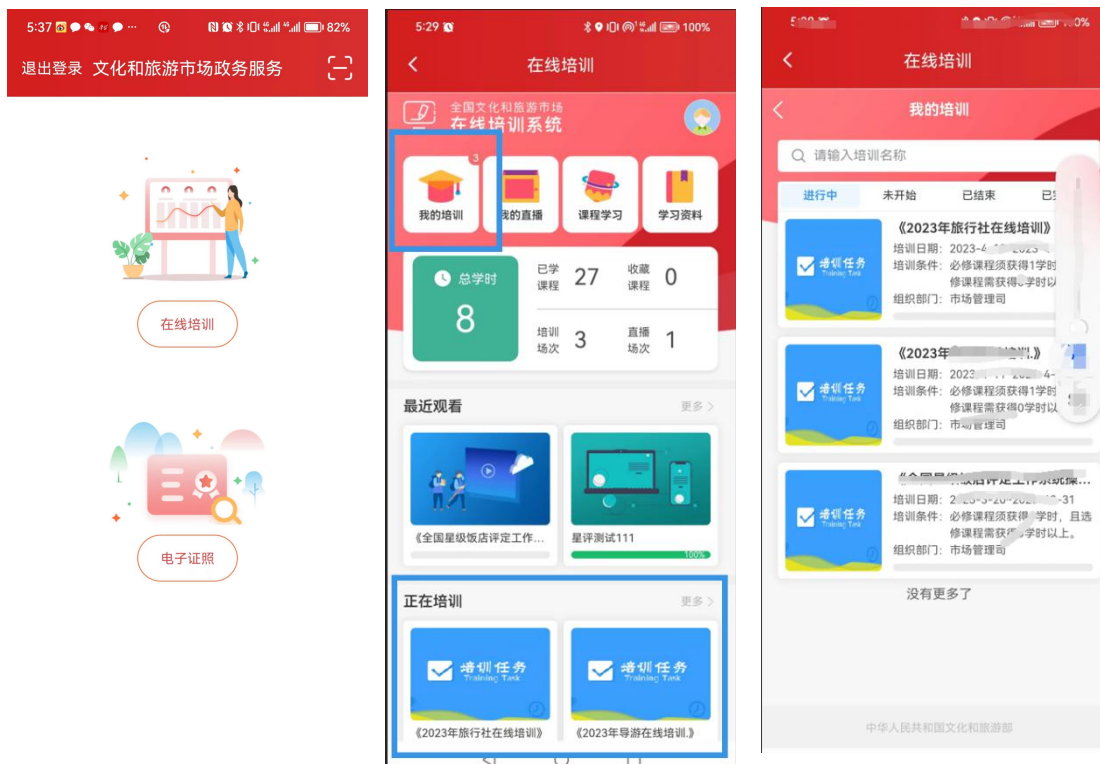 5:37
82%
退出登录 文化和旅游市场政务服务
在线培训
电子证照
5:29
100%
在线培训
全国文化和旅游市场
在线培训系统
3
我的培训
我的直播
课程学习
学习资料
总学时
8
已学课程 27
收藏课程 0
培训场次 3
直播场次 1
最近观看
更多
《全国星级饭店评定工作...
星评测试111
100%
正在培训
更多
培训任务
Training Task
培训任务
Training Task
《2023年旅行社在线培训》
《2023年导游在线培训.》
在线培训
我的培训
请输入培训名称
进行中 未开始 已结束
培训任务
Training Task
《2023年旅行社在线培训》
培训日期: 2023-4
培训条件: 必修课程须获得1学时
修课程需获得 学时以
组织部门: 市场管理司
培训任务
Training Task
《2023年
培训日期: 2023
培训条件: 必修课程须获得1学时
修课程需获得0学时以
组织部门: 市场管理司
培训任务
Training Task
培训日期:
-31
培训条件: 必修课程须获得 学时，且选
修课程需获得 学时以上。
组织部门: 市场管理司
没有更多了
中华人民共和国文化和旅游部